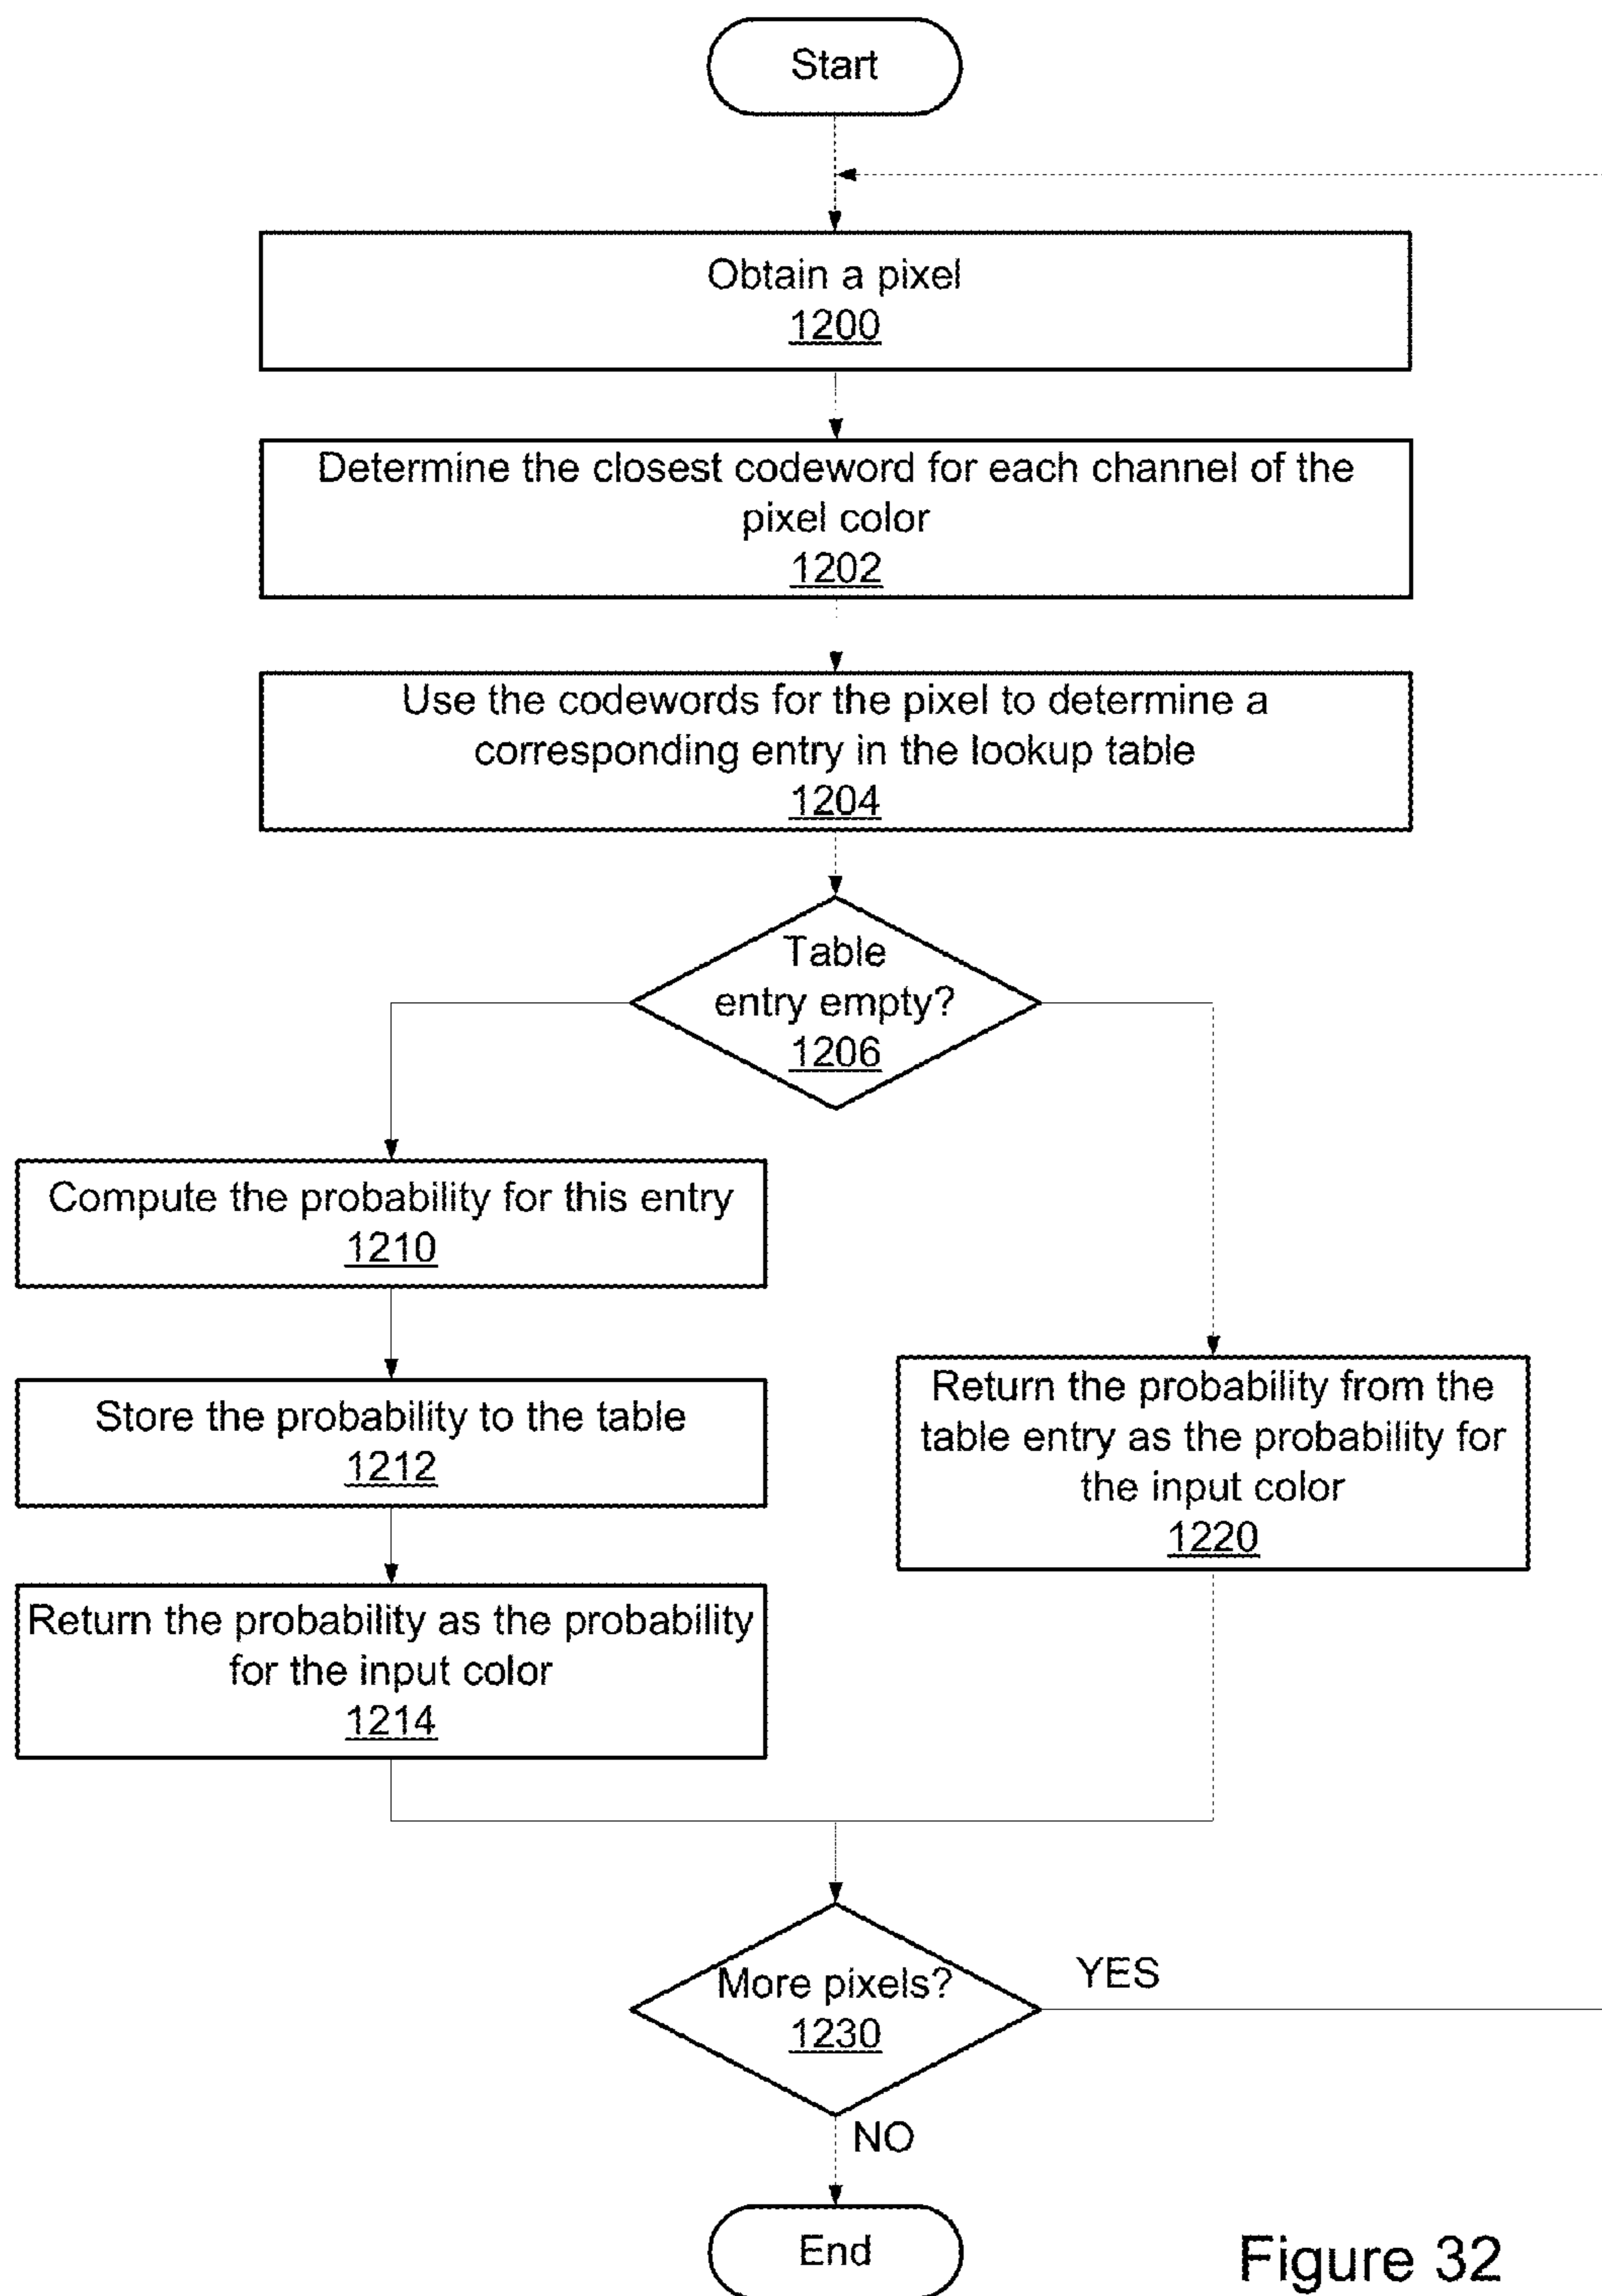 Start
Obtain a pixel
1200
Determine the closest codeword for each channel of the
pixel color
1202
Use the codewords for the pixel to determine a
corresponding entry in the lookup table
1204
Table
entry empty?
1206
Compute the probability for this entry
1210
Store the probability to the table
1212
Return the probability as the probability
for the input color
1214
Return the probability from the
table entry as the probability for
the input color
1220
More pixels?
1230
YES
NO
End
Figure 32